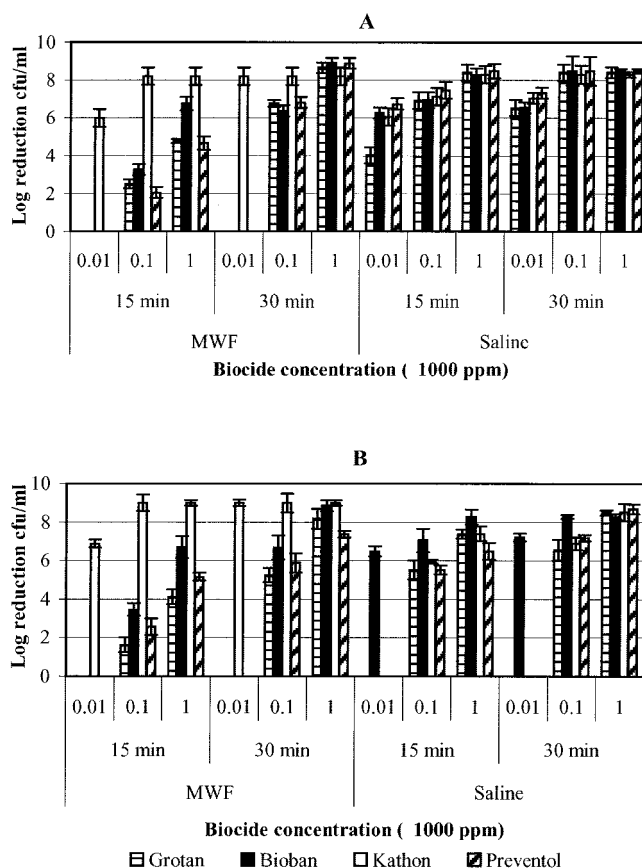 A
Log reduction cfu/ml
10
8
6
4
2
0
0.01 0.1 1 0.01 0.1 1 0.01 0.1 1 0.01 0.1 1
15 min 30 min 15 min 30 min
MWF Saline
Biocide concentration ( 1000 ppm)
B
Log reduction cfu/ml
10
8
6
4
2
0
0.01 0.1 1 0.01 0.1 1 0.01 0.1 1 0.01 0.1 1
15 min 30 min 15 min 30 min
MWF Saline
Biocide concentration ( 1000 ppm)
Grotan Bioban Kathon Preventol